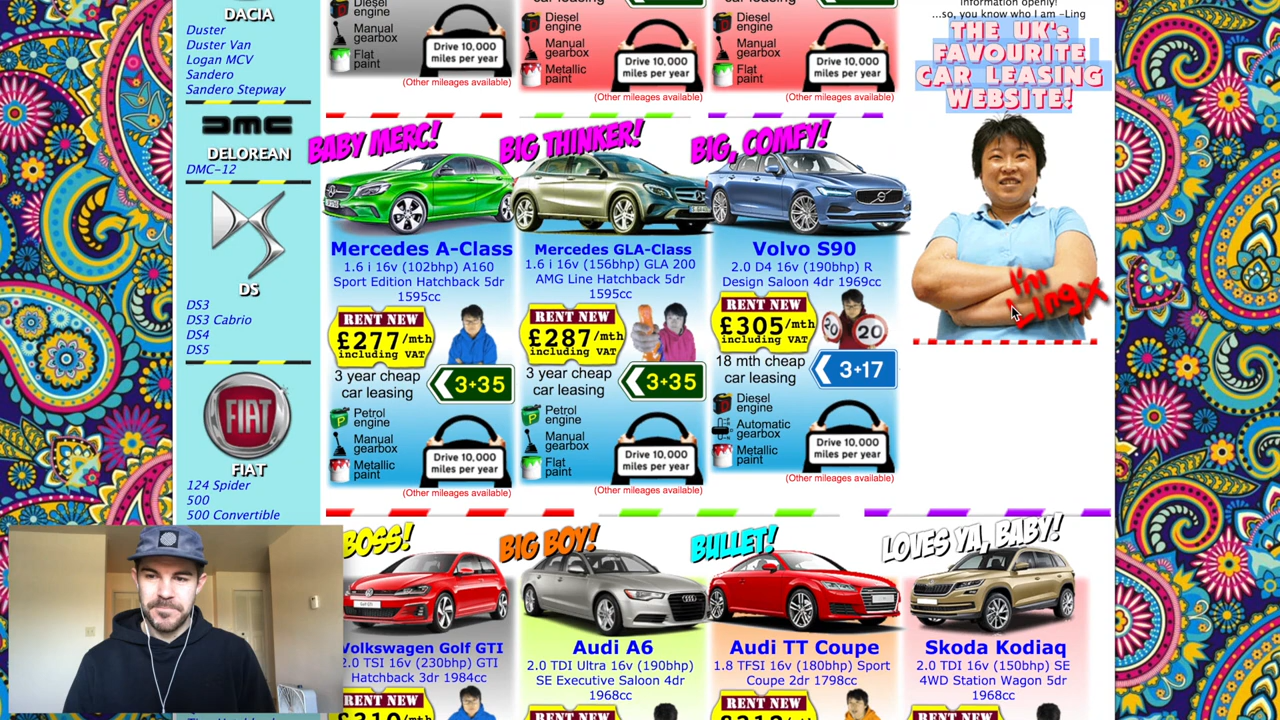 DACIA
Duster
Duster Van
Logan MCV
Sandero
Sandero Stepway
DMC
DELOREAN
DMC-12
DS
DS3
DS3 Cabrio
DS4
DS5
FIAT
FIAT
124 Spider
500
500 Convertible
Diesel
engine
Manual
gearbox
Flat
paint
Drive 10,000
miles per year
(Other mileages available)
car leasing
Diesel
engine
Manual
gearbox
Metallic
paint
Drive 10,000
miles per year
(Other mileages available)
car leasing
Diesel
engine
Manual
gearbox
Flat
paint
Drive 10,000
miles per year
(Other mileages available)
information openly!
...so, you know who I am -Ling
THE UK's
FAVOURITE
CAR LEASING
WEBSITE!
I'm
Ling x
BABY MERC!
Mercedes A-Class
1.6 i 16v (102bhp) A160
Sport Edition Hatchback 5dr
1595cc
RENT NEW
£277/mth
including VAT
3 year cheap
car leasing
3+35
Petrol
engine
Manual
gearbox
Metallic
paint
Drive 10,000
miles per year
(Other mileages available)
BIG THINKER!
Mercedes GLA-Class
1.6 i 16v (156bhp) GLA 200
AMG Line Hatchback 5dr
1595cc
RENT NEW
£287/mth
including VAT
3 year cheap
car leasing
3+35
Petrol
engine
Manual
gearbox
Flat
paint
Drive 10,000
miles per year
(Other mileages available)
BIG, COMFY!
Volvo S90
2.0 D4 16v (190bhp) R
Design Saloon 4dr 1969cc
RENT NEW
£305/mth
including VAT
20 20
18 mth cheap
car leasing
3+17
Diesel
engine
Automatic
gearbox
Metallic
paint
Drive 10,000
miles per year
(Other mileages available)
BOSS!
Volkswagen Golf GTI
2.0 TSI 16v (230bhp) GTI
Hatchback 3dr 1984cc
RENT NEW
/mth
BIG BOY!
Audi A6
2.0 TDI Ultra 16v (190bhp)
SE Executive Saloon 4dr
1968cc
RENT NEW
BULLET!
Audi TT Coupe
1.8 TFSI 16v (180bhp) Sport
Coupe 2dr 1798cc
RENT NEW
/mth
LOVES YA, BABY!
Skoda Kodiaq
2.0 TDI 16v (150bhp) SE
4WD Station Wagon 5dr
1968cc
RENT NEW